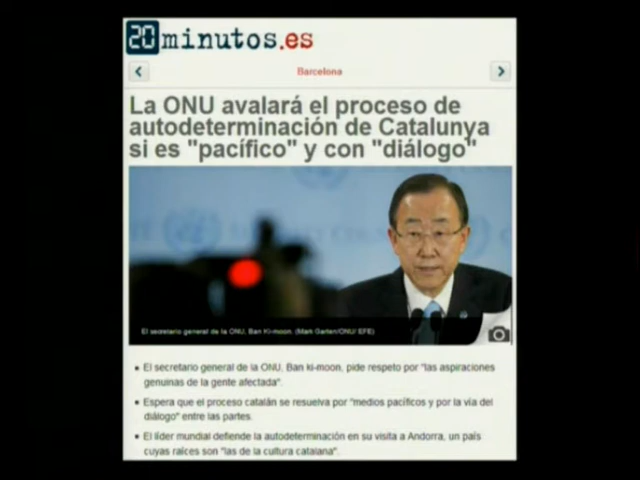 20minutos.es
Barcelona
La ONU avalará el proceso de
autodeterminación de Catalunya
si es "pacífico" y con "diálogo"
El secretario general de la ONU, Ban Ki-moon. (Mark Garten/ONU/ EFE)
El secretario general de la ONU, Ban ki-moon, pide respeto por "las aspiraciones
genuinas de la gente afectada".
Espera que el proceso catalán se resuelva por "medios pacíficos y por la vía del
diálogo" entre las partes.
El líder mundial defiende la autodeterminación en su visita a Andorra, un país
cuyas raíces son "las de la cultura catalana".